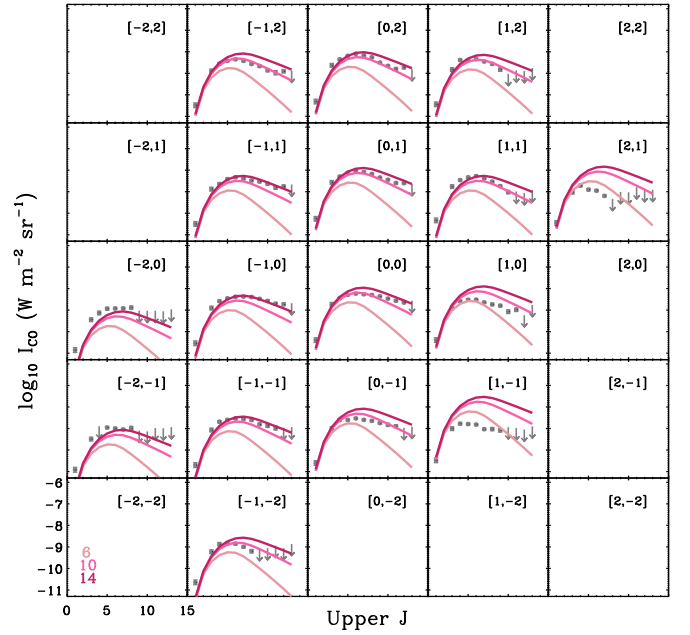 [-2,2] [-1,2] [0,2] [1,2] [2,2]
[-2,1] [-1,1] [0,1] [1,1] [2,1]
[-2,0] [-1,0] [0,0] [1,0] [2,0]
[-2,-1] [-1,-1] [0,-1] [1,-1] [2,-1]
[-2,-2] [-1,-2] [0,-2] [1,-2] [2,-2]
log₁₀ I_CO (W m⁻² sr⁻¹)
-6
-7
-8
-9
-10
-11
6
10
14
0 5 10 15
Upper J